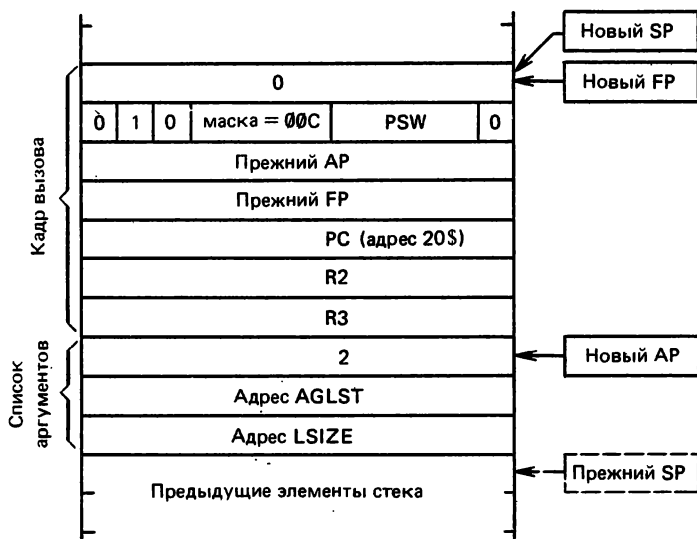 Новый SP
0
Новый FP
0 1 0 маска = 00C PSW 0
Прежний AP
Прежний FP
PC (адрес 20$)
R2
R3
Кадр вызова
2
Новый AP
Адрес AGLST
Адрес LSIZE
Список
аргументов
Прежний SP
Предыдущие элементы стека